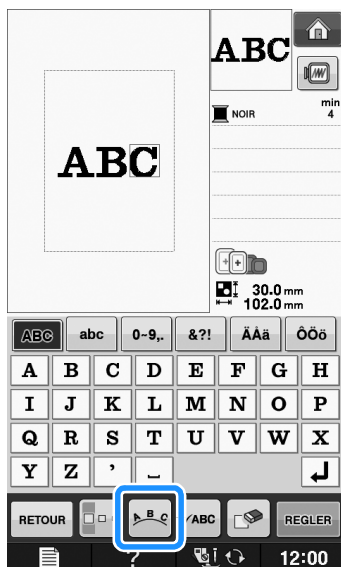 ABC
min
NOIR 4
ABC
30.0 mm
102.0 mm
ABC abc 0~9,. &?! ÄÅä ÔÖö
A B C D E F G H
I J K L M N O P
Q R S T U V W X
Y Z ’ _
RETOUR A B C ABC REGLER
? 12:00